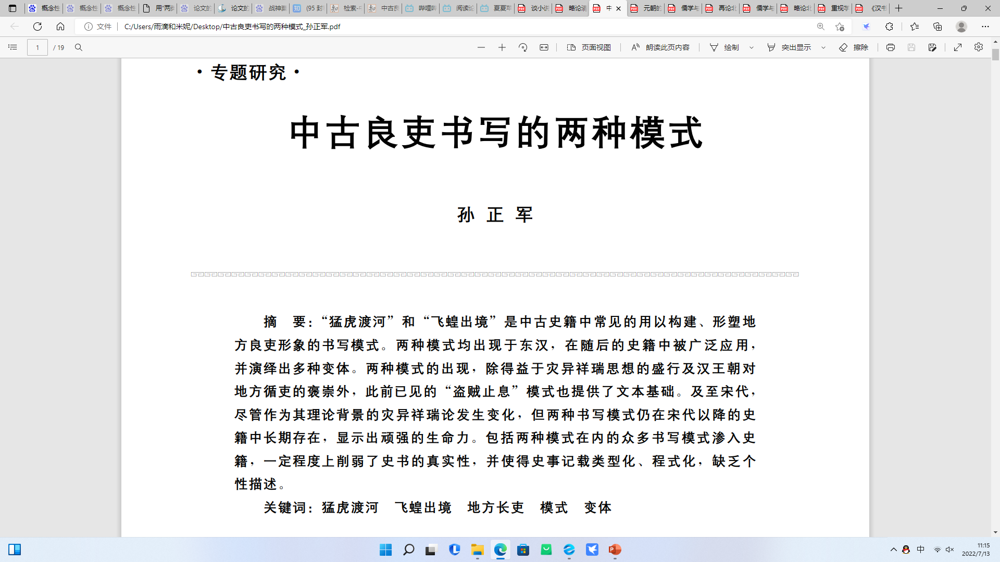 概念性
概念性
概念性
用"两类
论文的
论文的
战神粟
(95 封
检索-中
中古良
哔哩哔
阅读论
夏夏军
谈小说
略论清
中
元朝的
儒学与
再论北
儒学与
略论北
重视学
《汉书
文件
C:/Users/雨滴和米妮/Desktop/中古良吏书写的两种模式_孙正军.pdf
1 / 19
页面视图
朗读此页内容
绘制
突出显示
擦除
·专题研究·
中古良吏书写的两种模式
孙 正 军
摘 要：“猛虎渡河”和“飞蝗出境”是中古史籍中常见的用以构建、形塑地
方良吏形象的书写模式。两种模式均出现于东汉，在随后的史籍中被广泛应用，
并演绎出多种变体。两种模式的出现，除得益于灾异祥瑞思想的盛行及汉王朝对
地方循吏的褒崇外，此前已见的“盗贼止息”模式也提供了文本基础。及至宋代，
尽管作为其理论背景的灾异祥瑞论发生变化，但两种书写模式仍在宋代以降的史
籍中长期存在，显示出顽强的生命力。包括两种模式在内的众多书写模式渗入史
籍，一定程度上削弱了史书的真实性，并使得史事记载类型化、程式化，缺乏个
性描述。
关键词：猛虎渡河 飞蝗出境 地方长吏 模式 变体
中
11:15
2022/7/13